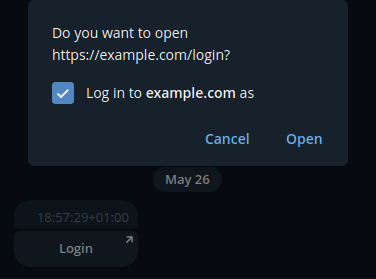 Do you want to open
https://example.com/login?
Log in to example.com as
Cancel
Open
May 26
18:57:29+01:00
Login